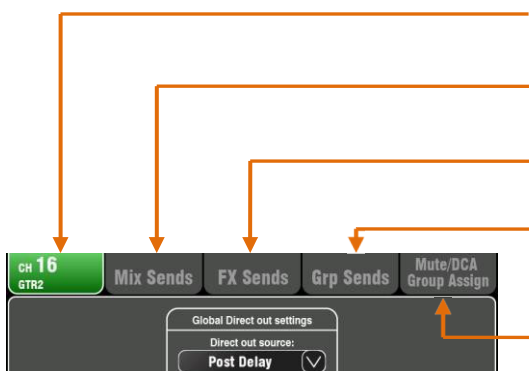 CH 16
GTR2
Mix Sends
FX Sends
Grp Sends
Mute/DCA
Group Assign
Global Direct out settings
Direct out source:
Post Delay